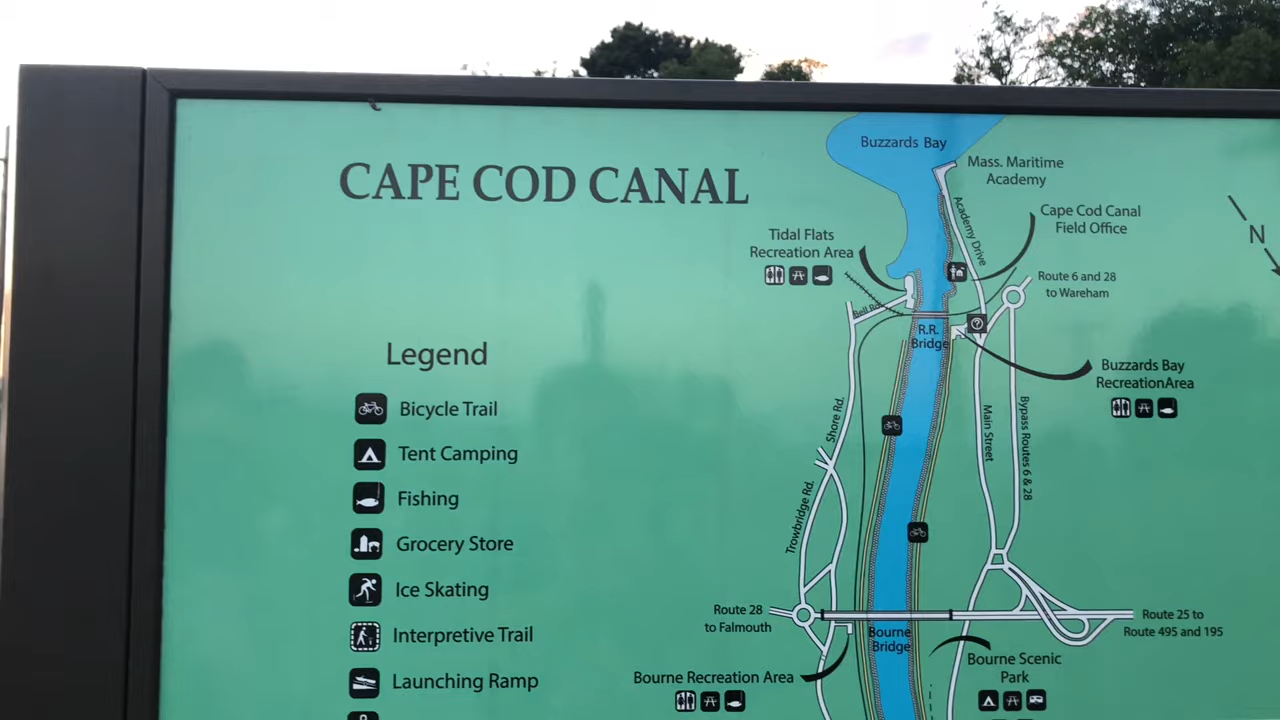 CAPE COD CANAL
Buzzards Bay
Mass. Maritime
Academy
Academy Drive
Cape Cod Canal
Field Office
N
Tidal Flats
Recreation Area
Route 6 and 28
to Wareham
Bell Rd.
R.R.
Bridge
Buzzards Bay
RecreationArea
Legend
Bicycle Trail
Tent Camping
Fishing
Grocery Store
Ice Skating
Interpretive Trail
Launching Ramp
Shore Rd.
Main Street
Bypass Routes 6 & 28
Trowbridge Rd.
Route 28
to Falmouth
Bourne
Bridge
Route 25 to
Route 495 and 195
Bourne Recreation Area
Bourne Scenic
Park